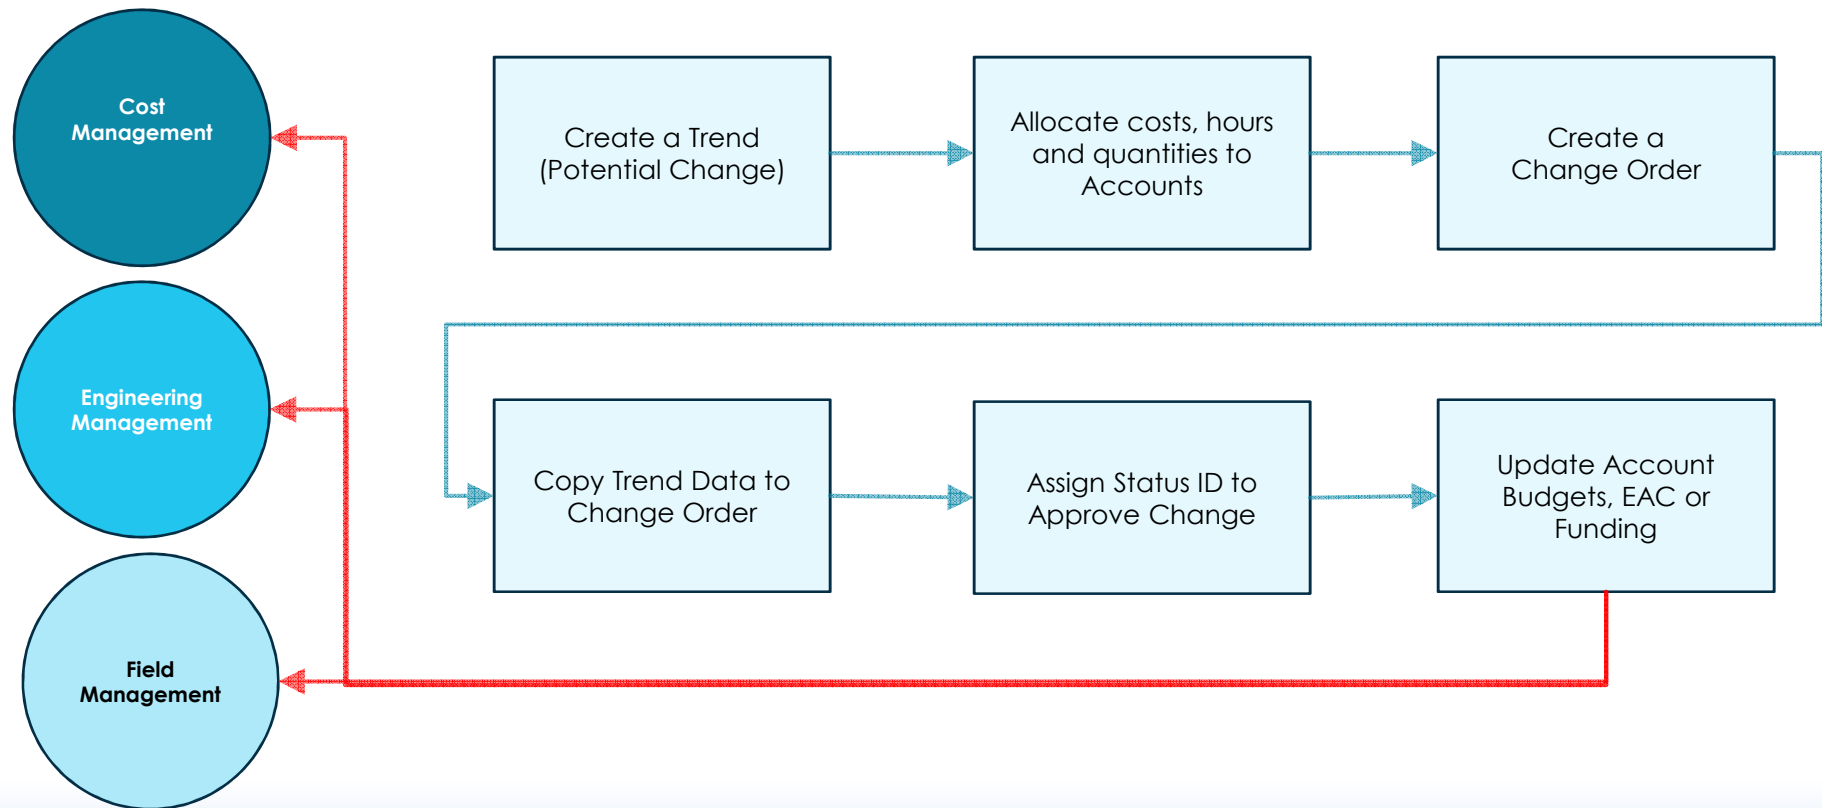 Cost
Management
Create a Trend
(Potential Change)
Allocate costs, hours
and quantities to
Accounts
Create a
Change Order
Engineering
Management
Copy Trend Data to
Change Order
Assign Status ID to
Approve Change
Update Account
Budgets, EAC or
Funding
Field
Management